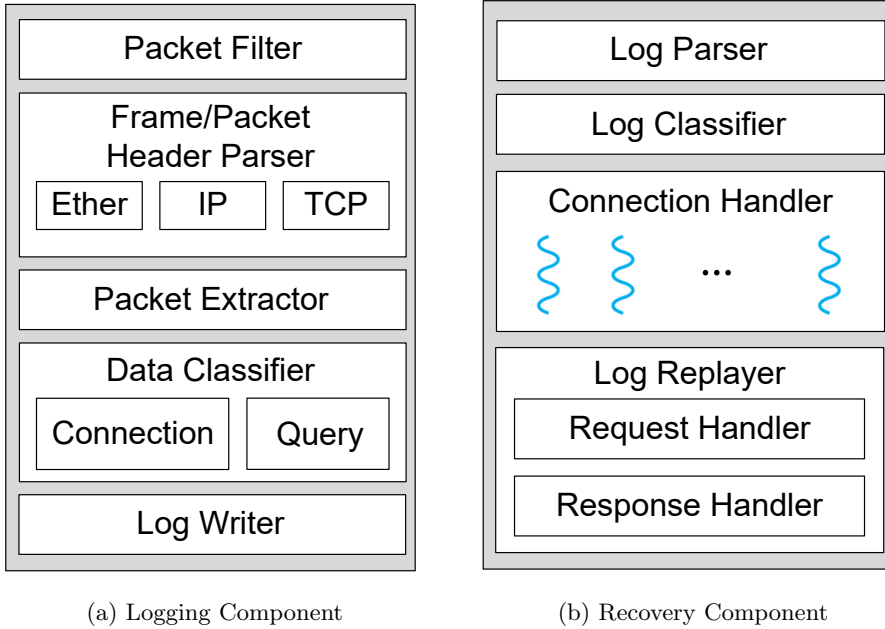 Packet Filter
Frame/Packet
Header Parser
Ether IP TCP
Packet Extractor
Data Classifier
Connection Query
Log Writer
(a) Logging Component
Log Parser
Log Classifier
Connection Handler
...
Log Replayer
Request Handler
Response Handler
(b) Recovery Component